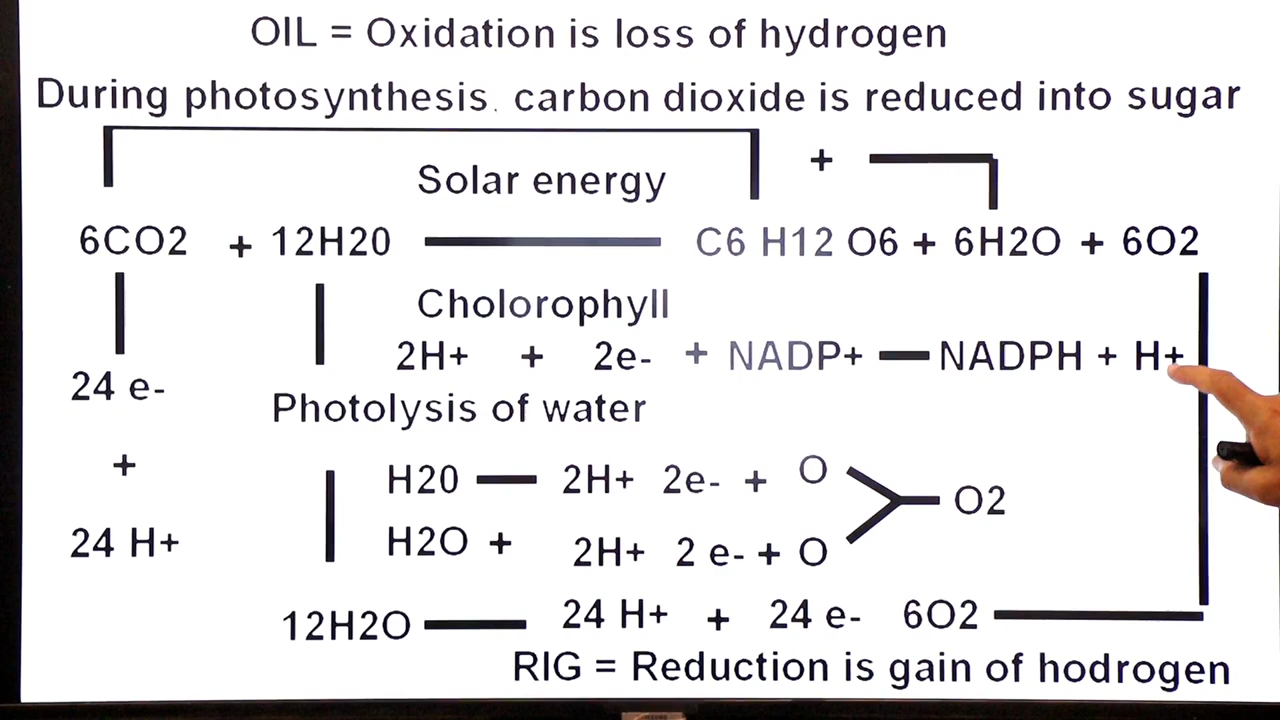 OIL = Oxidation is loss of hydrogen
During photosynthesis. carbon dioxide is reduced into sugar
+
Solar energy
6CO2 + 12H20 C6 H12 O6 + 6H2O + 6O2
Cholorophyll
2H+ + 2e- + NADP+ NADPH + H+
24 e-
Photolysis of water
+
H20 2H+ 2e- + O
O2
H2O + 2H+ 2 e- + O
24 H+
12H2O 24 H+ + 24 e- 6O2
RIG = Reduction is gain of hodrogen